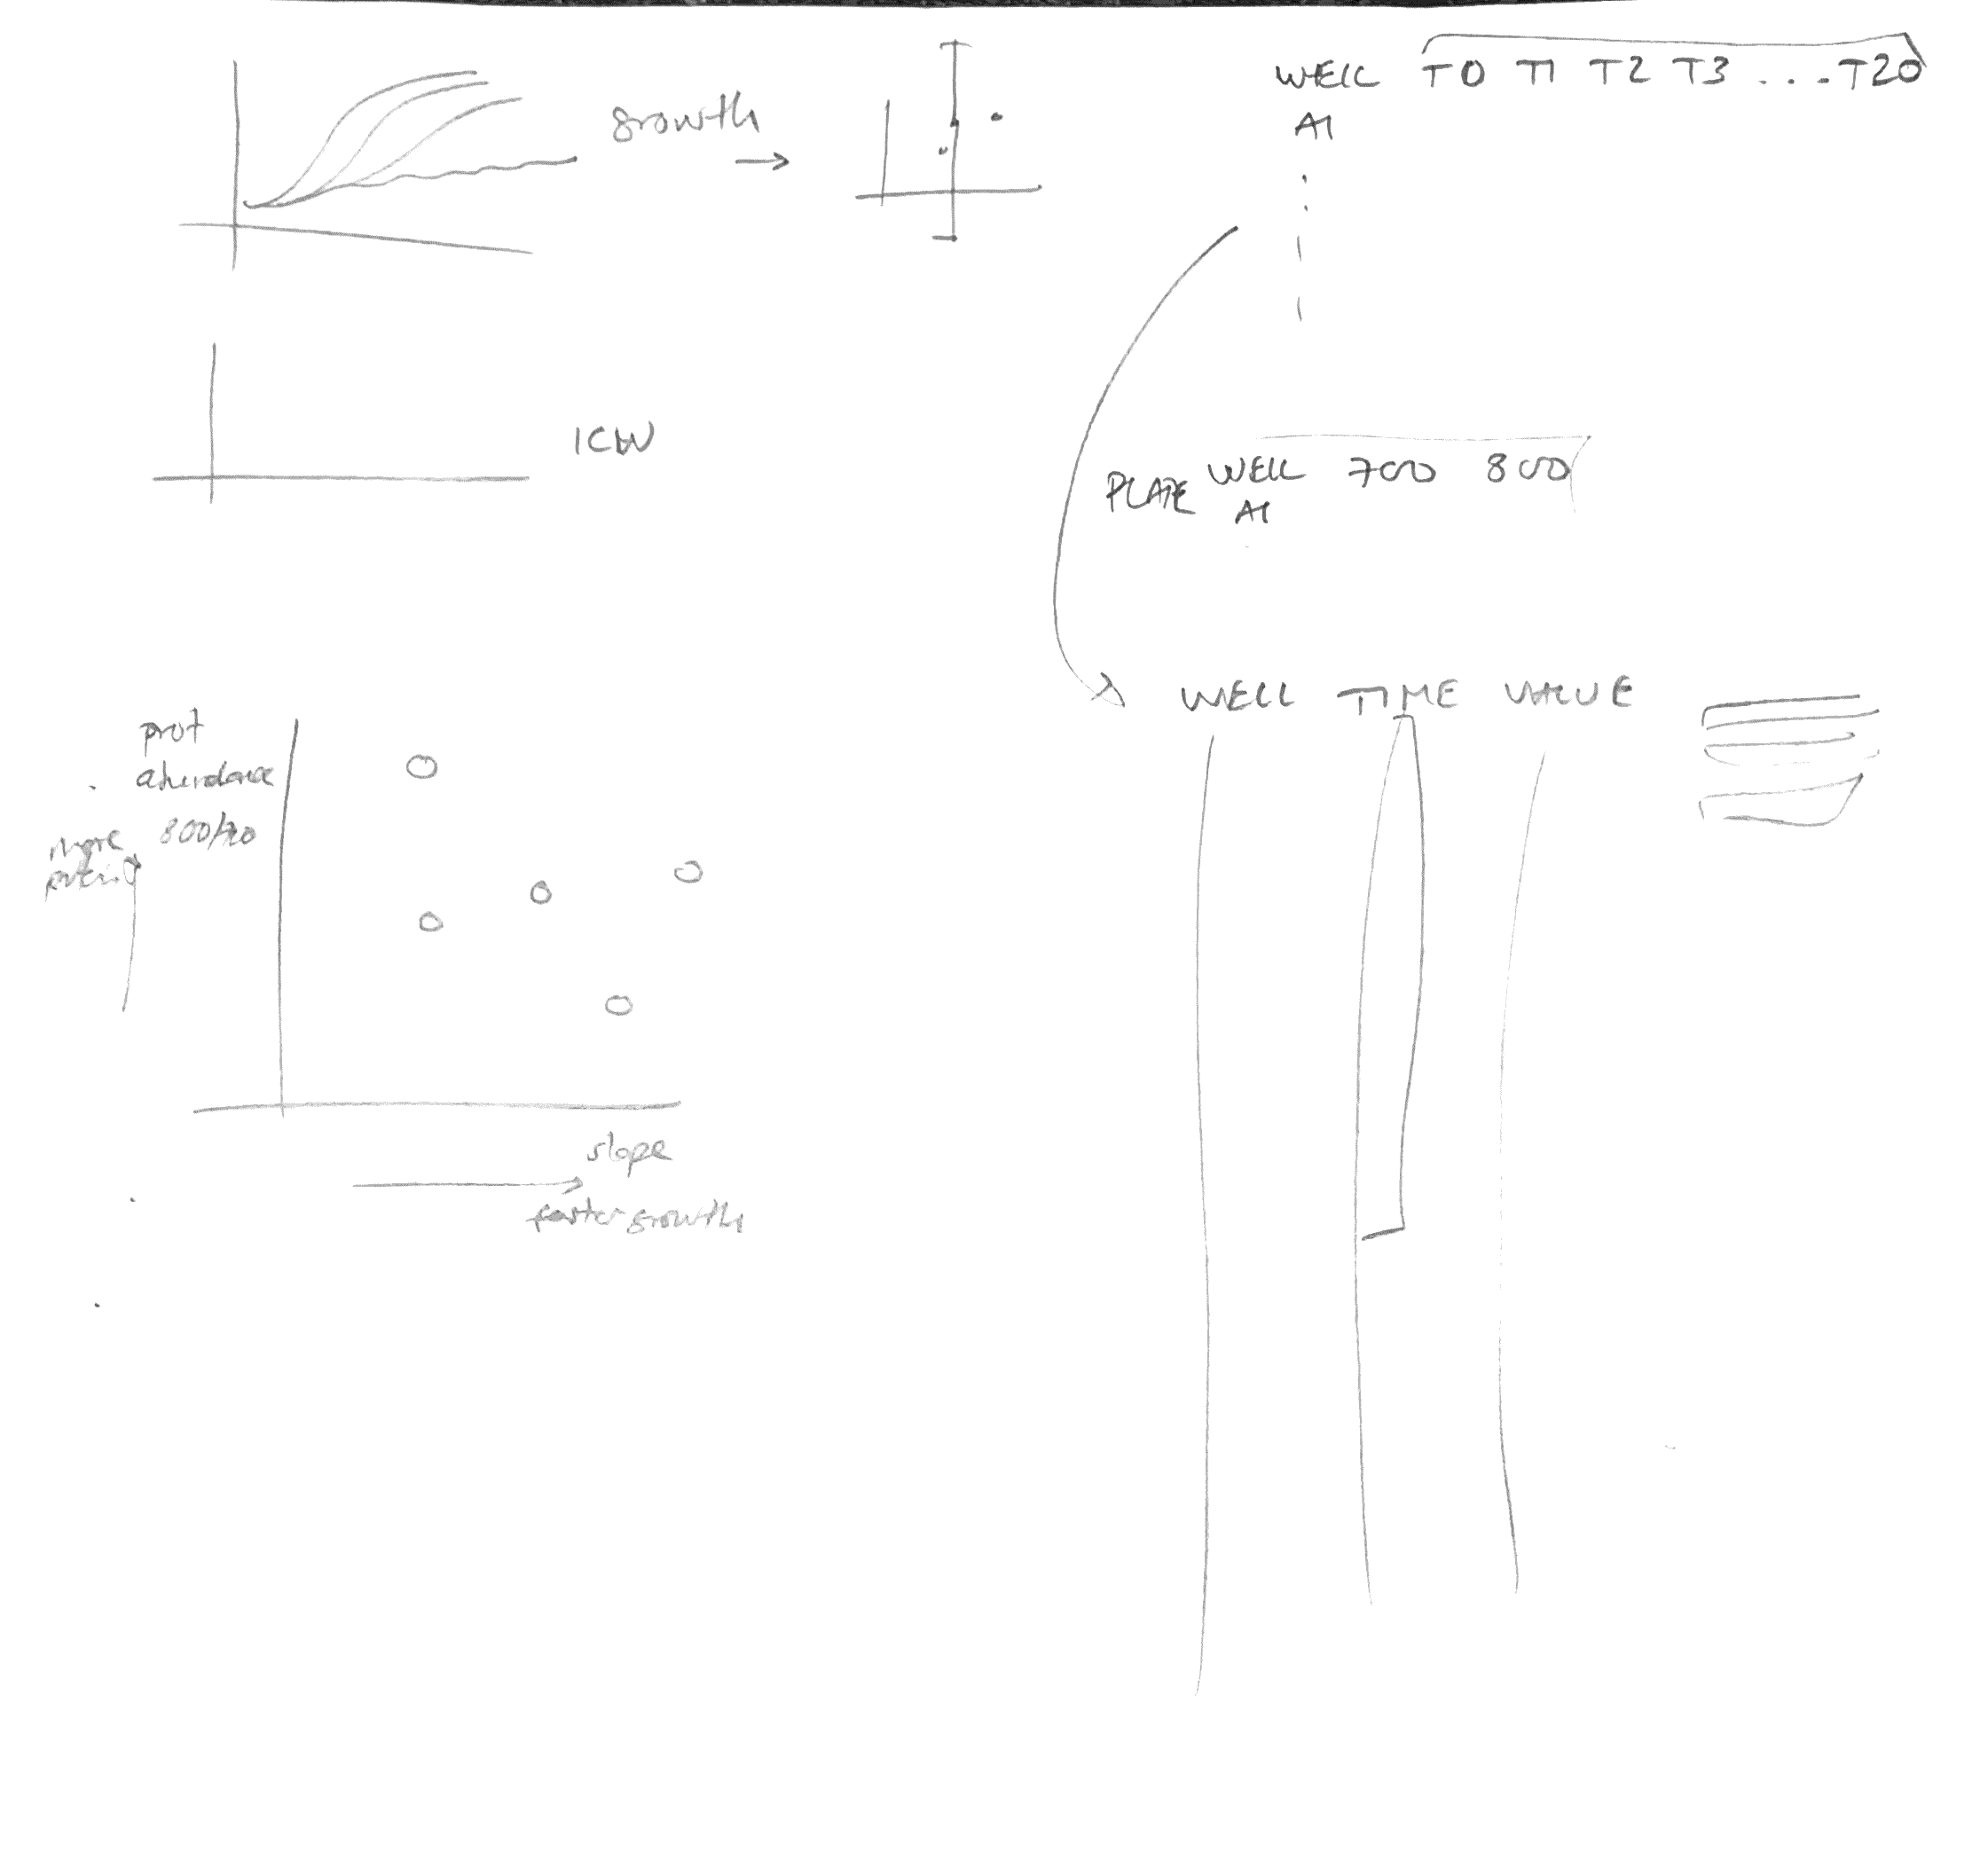 growth
WELL T0 T1 T2 T3 ... T20
A1
ICW
PLATE WELL 700 800
A1
WELL TIME VALUE
prot
abundance
800/700
more
protein
slope
faster growth